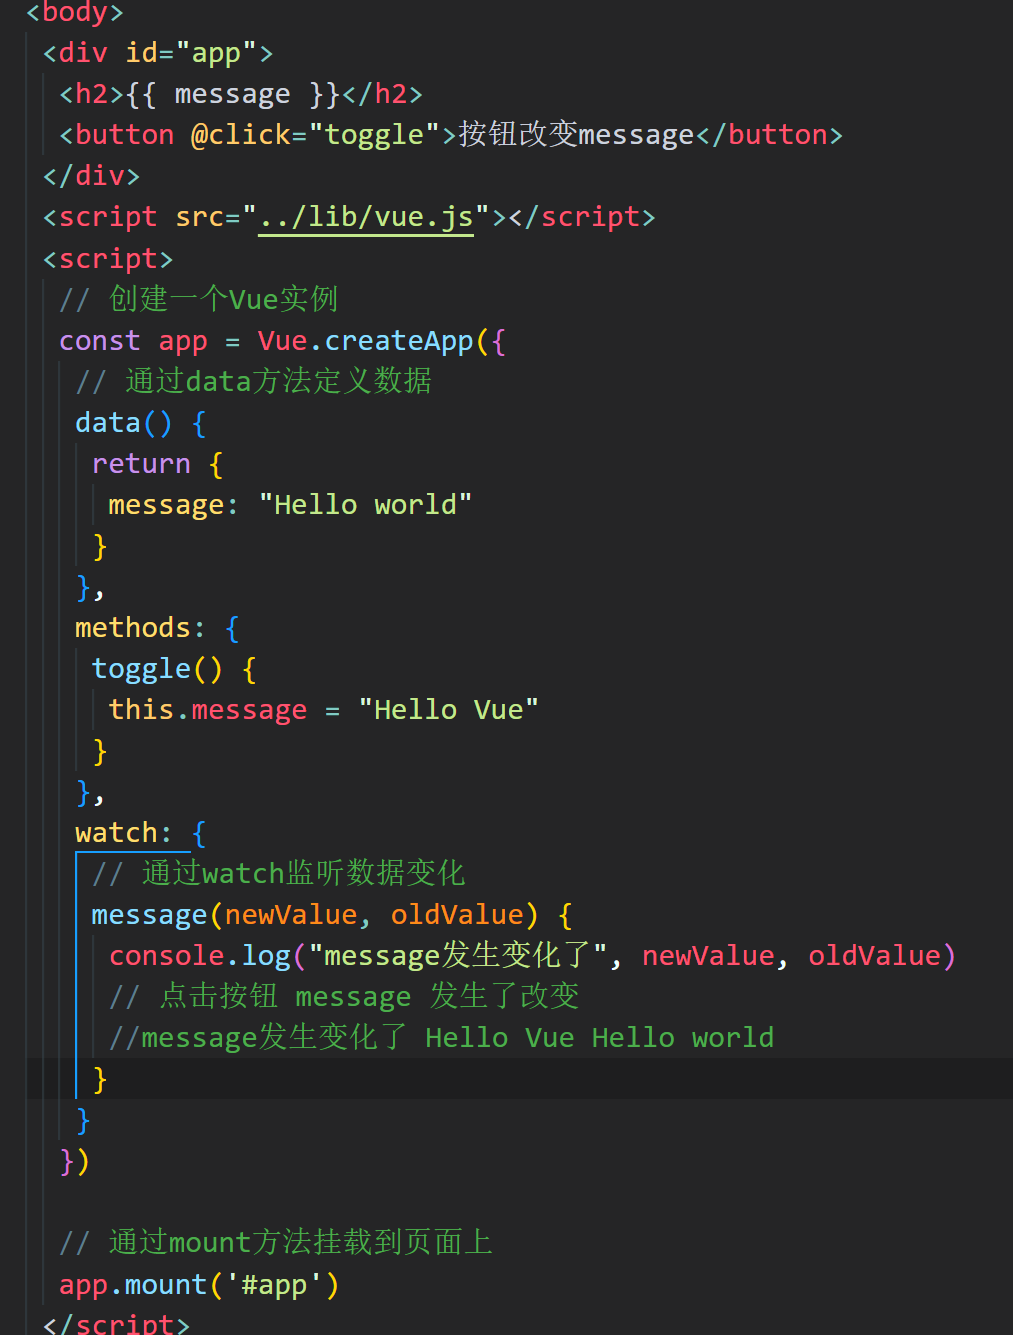 <body>
<div id="app">
<h2>{{ message }}</h2>
<button @click="toggle">按钮改变message</button>
</div>
<script src="../lib/vue.js"></script>
<script>
// 创建一个Vue实例
const app = Vue.createApp({
// 通过data方法定义数据
data() {
return {
message: "Hello world"
}
},
methods: {
toggle() {
this.message = "Hello Vue"
}
},
watch: {
// 通过watch监听数据变化
message(newValue, oldValue) {
console.log("message发生变化了", newValue, oldValue)
// 点击按钮 message 发生了改变
//message发生变化了 Hello Vue Hello world
}
}
})
// 通过mount方法挂载到页面上
app.mount('#app')
</script>